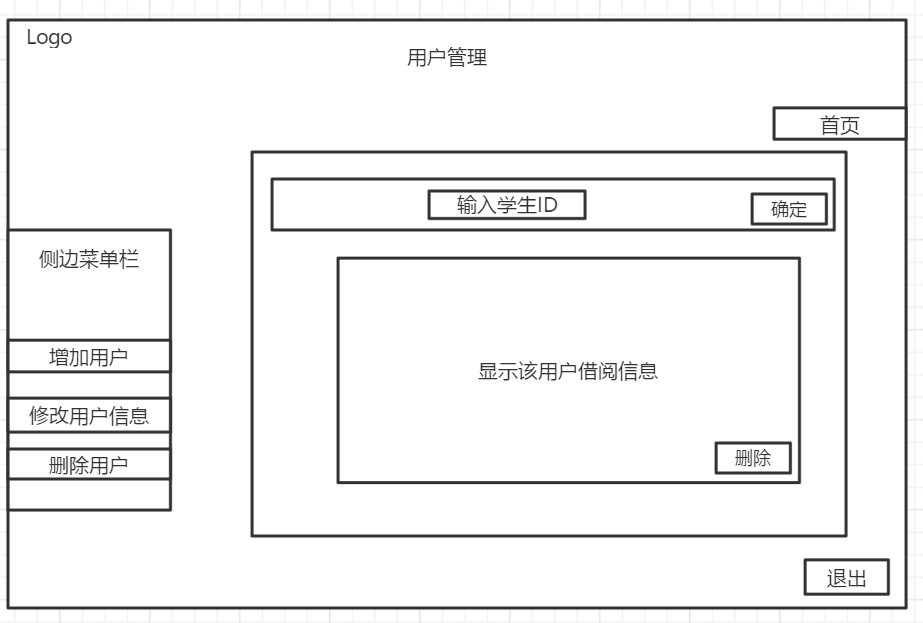 Logo
用户管理
首页
输入学生ID
确定
侧边菜单栏
增加用户
修改用户信息
删除用户
显示该用户借阅信息
删除
退出